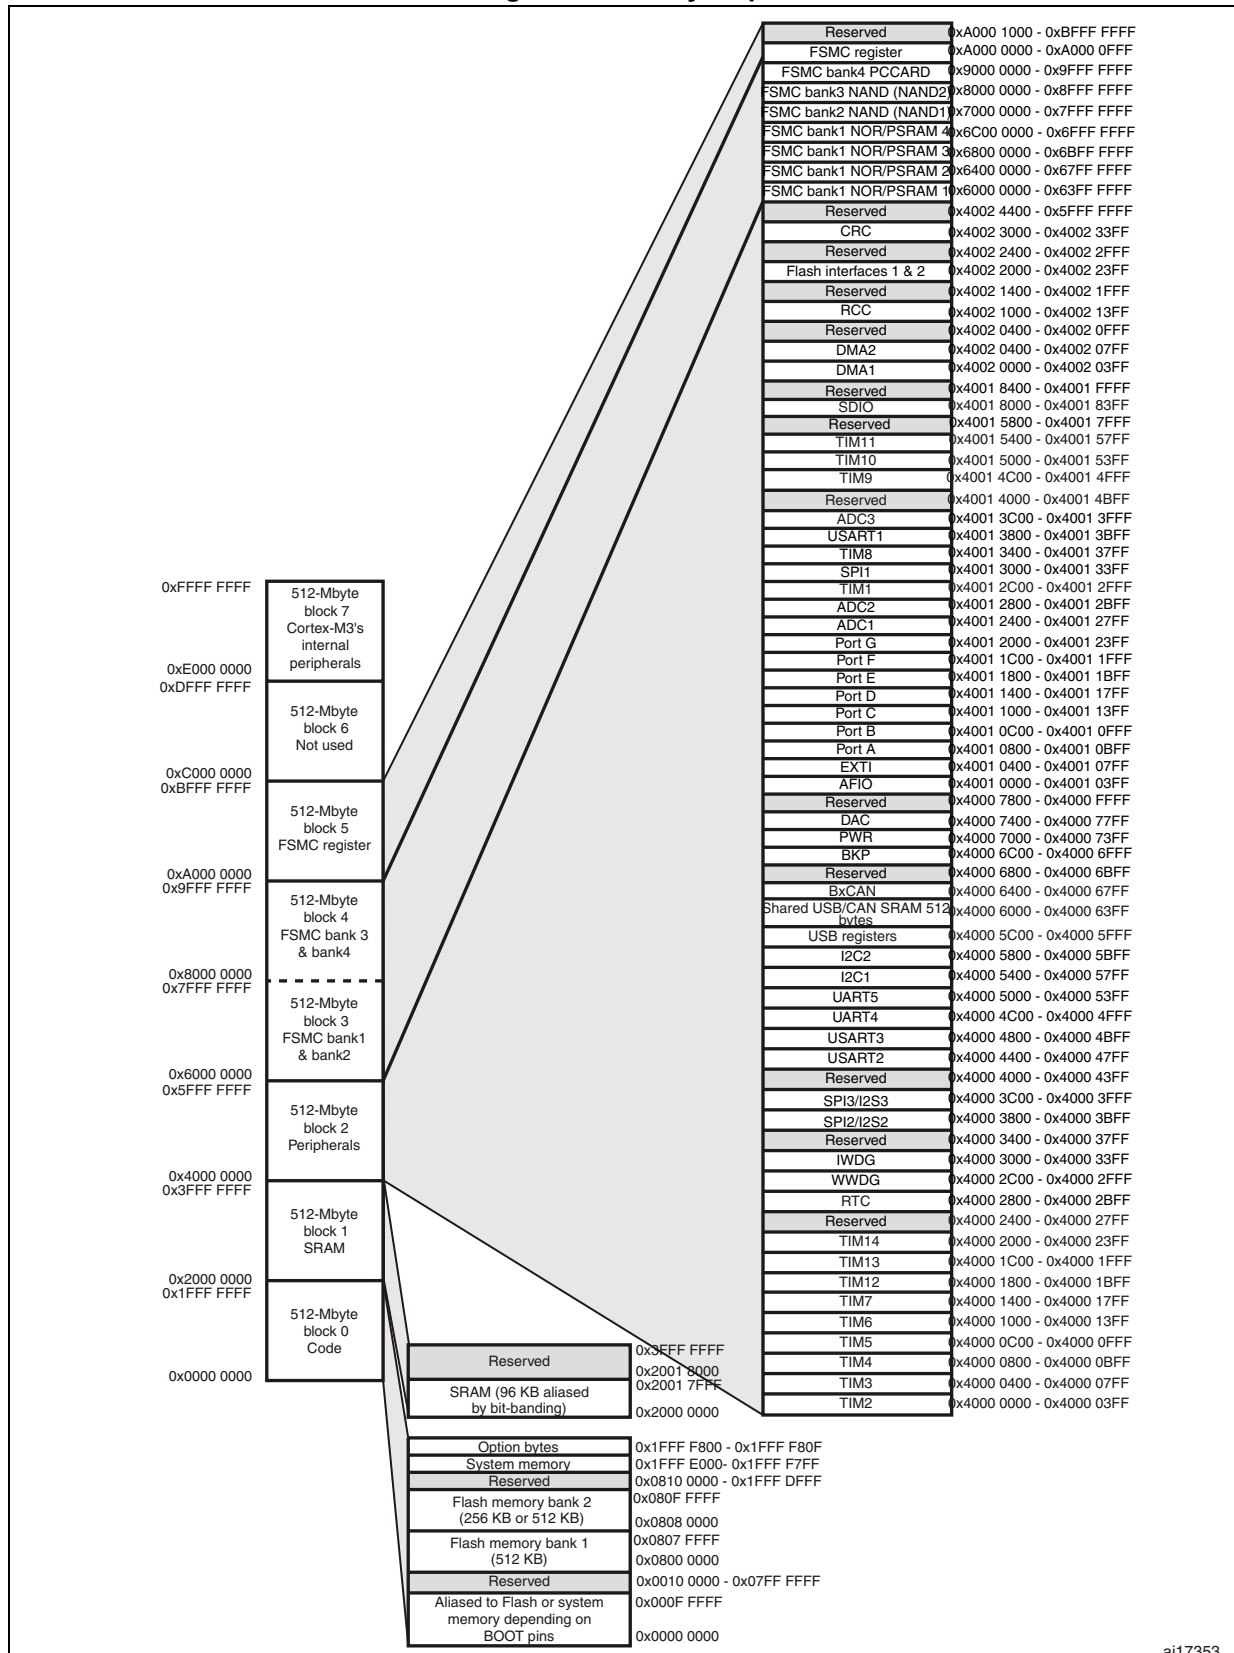 Reserved 0xA000 1000 - 0xBFFF FFFF
FSMC register 0xA000 0000 - 0xA000 0FFF
FSMC bank4 PCCARD 0x9000 0000 - 0x9FFF FFFF
FSMC bank3 NAND (NAND2) 0x8000 0000 - 0x8FFF FFFF
FSMC bank2 NAND (NAND1) 0x7000 0000 - 0x7FFF FFFF
FSMC bank1 NOR/PSRAM 4 0x6C00 0000 - 0x6FFF FFFF
FSMC bank1 NOR/PSRAM 3 0x6800 0000 - 0x6BFF FFFF
FSMC bank1 NOR/PSRAM 2 0x6400 0000 - 0x67FF FFFF
FSMC bank1 NOR/PSRAM 1 0x6000 0000 - 0x63FF FFFF
Reserved 0x4002 4400 - 0x5FFF FFFF
CRC 0x4002 3000 - 0x4002 33FF
Reserved 0x4002 2400 - 0x4002 2FFF
Flash interfaces 1 & 2 0x4002 2000 - 0x4002 23FF
Reserved 0x4002 1400 - 0x4002 1FFF
RCC 0x4002 1000 - 0x4002 13FF
Reserved 0x4002 0400 - 0x4002 0FFF
DMA2 0x4002 0400 - 0x4002 07FF
DMA1 0x4002 0000 - 0x4002 03FF
Reserved 0x4001 8400 - 0x4001 FFFF
SDIO 0x4001 8000 - 0x4001 83FF
Reserved 0x4001 5800 - 0x4001 7FFF
TIM11 0x4001 5400 - 0x4001 57FF
TIM10 0x4001 5000 - 0x4001 53FF
TIM9 0x4001 4C00 - 0x4001 4FFF
Reserved 0x4001 4000 - 0x4001 4BFF
ADC3 0x4001 3C00 - 0x4001 3FFF
USART1 0x4001 3800 - 0x4001 3BFF
TIM8 0x4001 3400 - 0x4001 37FF
SPI1 0x4001 3000 - 0x4001 33FF
TIM1 0x4001 2C00 - 0x4001 2FFF
ADC2 0x4001 2800 - 0x4001 2BFF
ADC1 0x4001 2400 - 0x4001 27FF
Port G 0x4001 2000 - 0x4001 23FF
Port F 0x4001 1C00 - 0x4001 1FFF
Port E 0x4001 1800 - 0x4001 1BFF
Port D 0x4001 1400 - 0x4001 17FF
Port C 0x4001 1000 - 0x4001 13FF
Port B 0x4001 0C00 - 0x4001 0FFF
Port A 0x4001 0800 - 0x4001 0BFF
EXTI 0x4001 0400 - 0x4001 07FF
AFIO 0x4001 0000 - 0x4001 03FF
Reserved 0x4000 7800 - 0x4000 FFFF
DAC 0x4000 7400 - 0x4000 77FF
PWR 0x4000 7000 - 0x4000 73FF
BKP 0x4000 6C00 - 0x4000 6FFF
Reserved 0x4000 6800 - 0x4000 6BFF
BxCAN 0x4000 6400 - 0x4000 67FF
Shared USB/CAN SRAM 512 0x4000 6000 - 0x4000 63FF
bytes
USB registers 0x4000 5C00 - 0x4000 5FFF
I2C2 0x4000 5800 - 0x4000 5BFF
I2C1 0x4000 5400 - 0x4000 57FF
UART5 0x4000 5000 - 0x4000 53FF
UART4 0x4000 4C00 - 0x4000 4FFF
USART3 0x4000 4800 - 0x4000 4BFF
USART2 0x4000 4400 - 0x4000 47FF
Reserved 0x4000 4000 - 0x4000 43FF
SPI3/I2S3 0x4000 3C00 - 0x4000 3FFF
SPI2/I2S2 0x4000 3800 - 0x4000 3BFF
Reserved 0x4000 3400 - 0x4000 37FF
IWDG 0x4000 3000 - 0x4000 33FF
WWDG 0x4000 2C00 - 0x4000 2FFF
RTC 0x4000 2800 - 0x4000 2BFF
Reserved 0x4000 2400 - 0x4000 27FF
TIM14 0x4000 2000 - 0x4000 23FF
TIM13 0x4000 1C00 - 0x4000 1FFF
TIM12 0x4000 1800 - 0x4000 1BFF
TIM7 0x4000 1400 - 0x4000 17FF
TIM6 0x4000 1000 - 0x4000 13FF
TIM5 0x4000 0C00 - 0x4000 0FFF
TIM4 0x4000 0800 - 0x4000 0BFF
TIM3 0x4000 0400 - 0x4000 07FF
TIM2 0x4000 0000 - 0x4000 03FF
0xFFFF FFFF
512-Mbyte
block 7
Cortex-M3's
internal
peripherals
0xE000 0000
0xDFFF FFFF
512-Mbyte
block 6
Not used
0xC000 0000
0xBFFF FFFF
512-Mbyte
block 5
FSMC register
0xA000 0000
0x9FFF FFFF
512-Mbyte
block 4
FSMC bank 3
& bank4
0x8000 0000
0x7FFF FFFF
512-Mbyte
block 3
FSMC bank1
& bank2
0x6000 0000
0x5FFF FFFF
512-Mbyte
block 2
Peripherals
0x4000 0000
0x3FFF FFFF
512-Mbyte
block 1
SRAM
0x2000 0000
0x1FFF FFFF
512-Mbyte
block 0
Code
0x0000 0000
0x3FFF FFFF
Reserved
0x2001 8000
0x2001 7FFF
SRAM (96 KB aliased
by bit-banding)
0x2000 0000
Option bytes 0x1FFF F800 - 0x1FFF F80F
System memory 0x1FFF E000- 0x1FFF F7FF
Reserved 0x0810 0000 - 0x1FFF DFFF
0x080F FFFF
Flash memory bank 2
(256 KB or 512 KB)
0x0808 0000
0x0807 FFFF
Flash memory bank 1
(512 KB)
0x0800 0000
Reserved 0x0010 0000 - 0x07FF FFFF
Aliased to Flash or system 0x000F FFFF
memory depending on
BOOT pins 0x0000 0000
ai17353